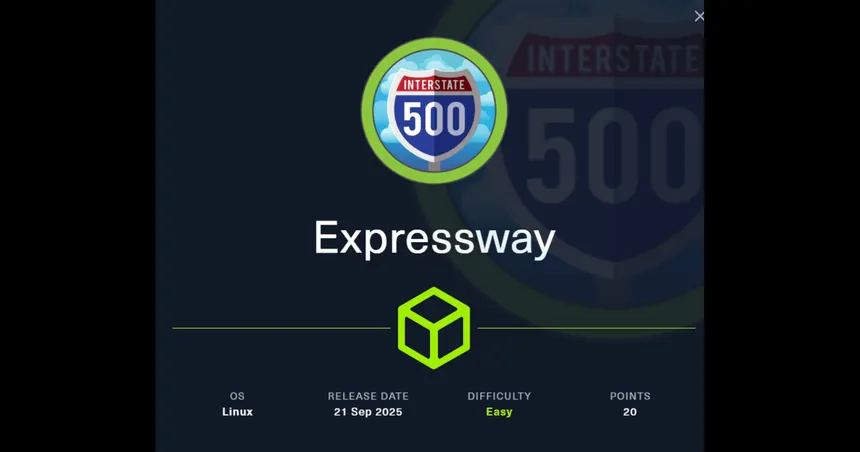 INTERSTATE
500
INTERSTATE
500
Expressway
OS RELEASE DATE DIFFICULTY POINTS
Linux 21 Sep 2025 Easy 20